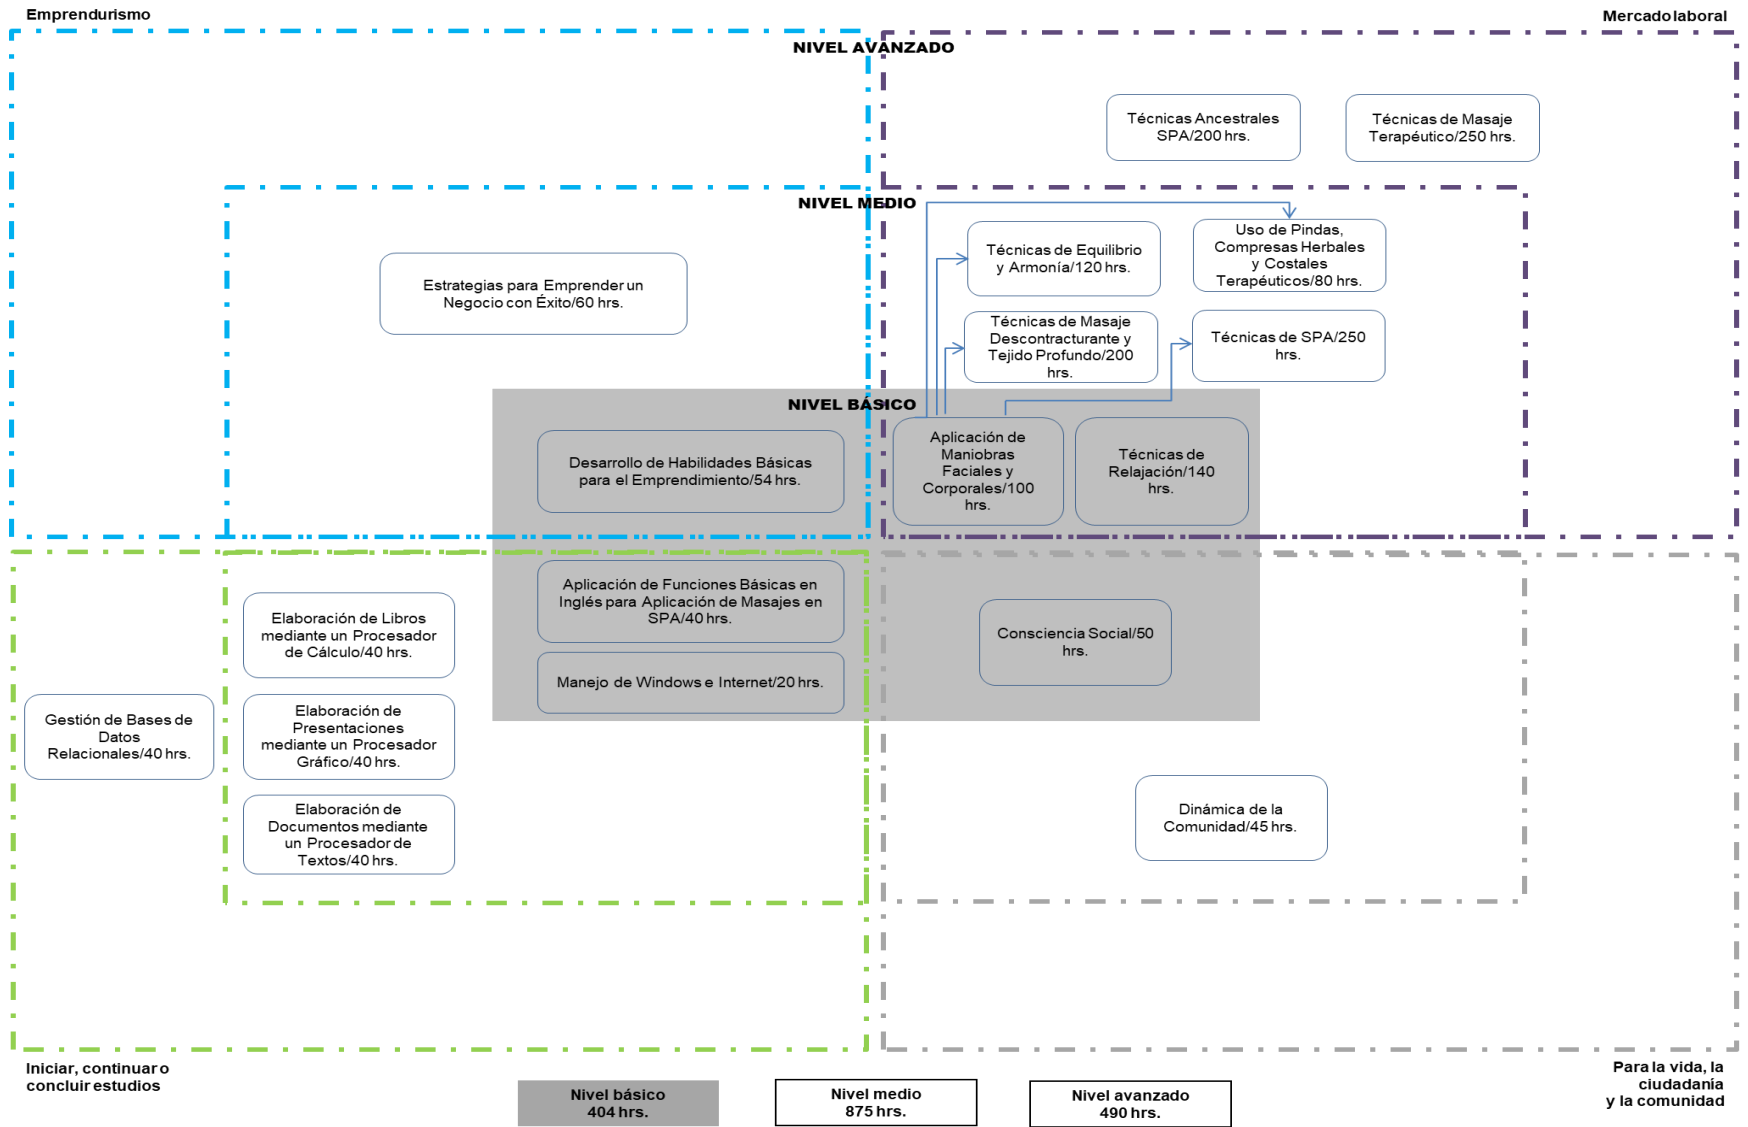 Emprendurismo
Mercado laboral
NIVEL AVANZADO
Técnicas Ancestrales
SPA/200 hrs.
Técnicas de Masaje
Terapéutico/250 hrs.
NIVEL MEDIO
Estrategias para Emprender un
Negocio con Éxito/60 hrs.
Técnicas de Equilibrio
y Armonía/120 hrs.
Uso de Pindas,
Compresas Herbales
y Costales
Terapéuticos/80 hrs.
Técnicas de Masaje
Descontracturante y
Tejido Profundo/200
hrs.
Técnicas de SPA/250
hrs.
NIVEL BÁSICO
Desarrollo de Habilidades Básicas
para el Emprendimiento/54 hrs.
Aplicación de
Maniobras
Faciales y
Corporales/100
hrs.
Técnicas de
Relajación/140
hrs.
Aplicación de Funciones Básicas en
Inglés para Aplicación de Masajes en
SPA/40 hrs.
Manejo de Windows e Internet/20 hrs.
Consciencia Social/50
hrs.
Elaboración de Libros
mediante un Procesador
de Cálculo/40 hrs.
Gestión de Bases de
Datos
Relacionales/40 hrs.
Elaboración de
Presentaciones
mediante un Procesador
Gráfico/40 hrs.
Elaboración de
Documentos mediante
un Procesador de
Textos/40 hrs.
Dinámica de la
Comunidad/45 hrs.
Iniciar, continuar o
concluir estudios
Para la vida, la
ciudadanía
y la comunidad
Nivel básico
404 hrs.
Nivel medio
875 hrs.
Nivel avanzado
490 hrs.